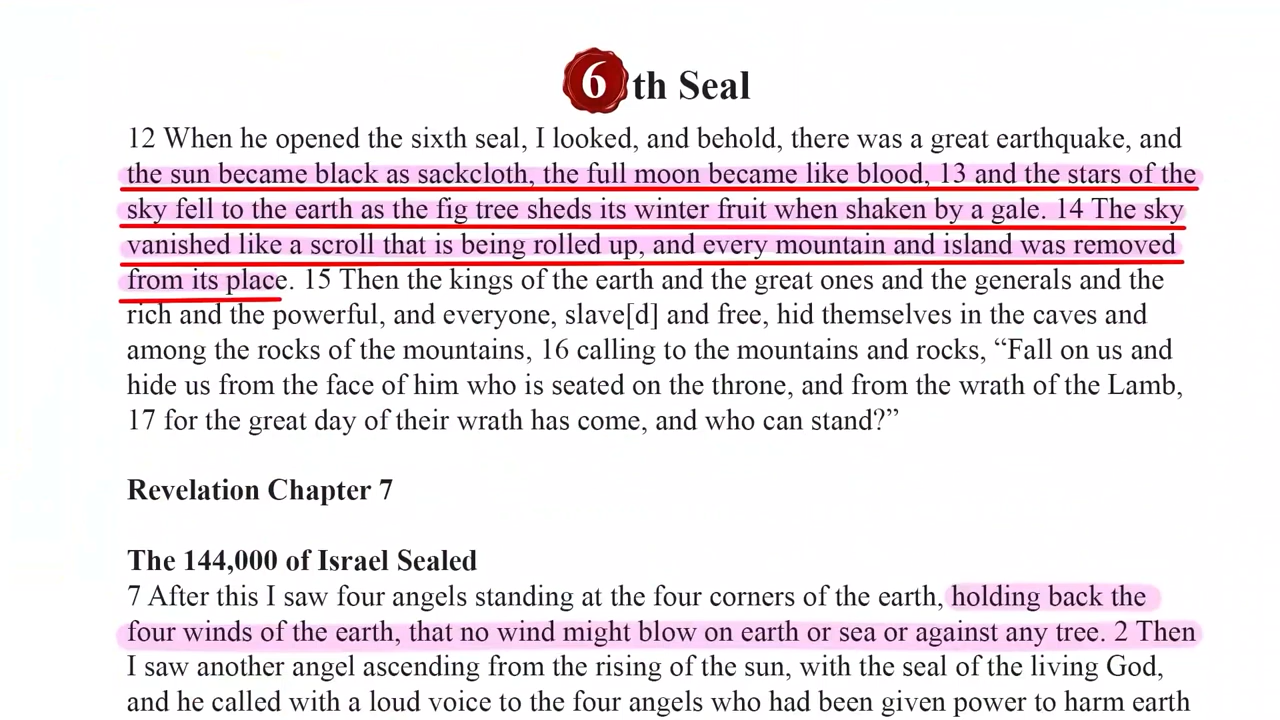 6th Seal
12 When he opened the sixth seal, I looked, and behold, there was a great earthquake, and
the sun became black as sackcloth, the full moon became like blood, 13 and the stars of the
sky fell to the earth as the fig tree sheds its winter fruit when shaken by a gale. 14 The sky
vanished like a scroll that is being rolled up, and every mountain and island was removed
from its place. 15 Then the kings of the earth and the great ones and the generals and the
rich and the powerful, and everyone, slave[d] and free, hid themselves in the caves and
among the rocks of the mountains, 16 calling to the mountains and rocks, “Fall on us and
hide us from the face of him who is seated on the throne, and from the wrath of the Lamb,
17 for the great day of their wrath has come, and who can stand?”
Revelation Chapter 7
The 144,000 of Israel Sealed
7 After this I saw four angels standing at the four corners of the earth, holding back the
four winds of the earth, that no wind might blow on earth or sea or against any tree. 2 Then
I saw another angel ascending from the rising of the sun, with the seal of the living God,
and he called with a loud voice to the four angels who had been given power to harm earth